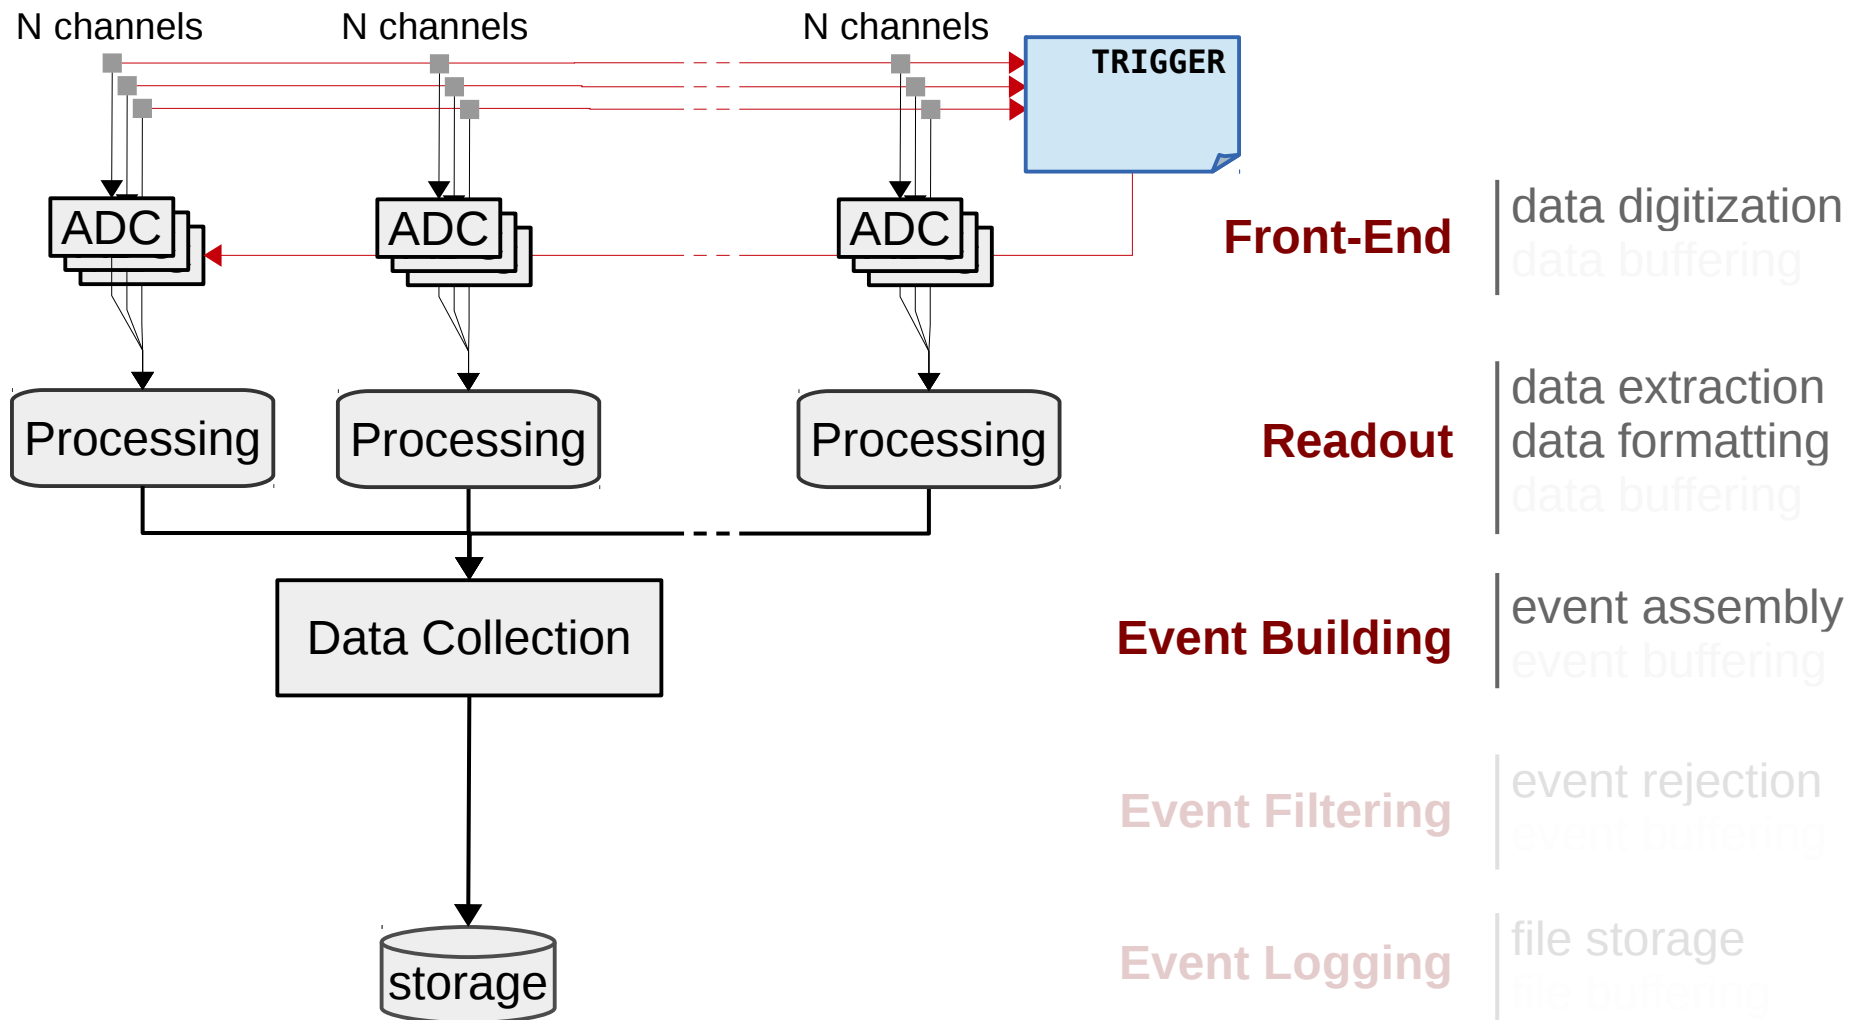 N channels
N channels
N channels
TRIGGER
ADC
ADC
ADC
Front-End
data digitization
data buffering
Processing
Processing
Processing
Readout
data extraction
data formatting
data buffering
Data Collection
Event Building
event assembly
event buffering
Event Filtering
event rejection
event buffering
storage
Event Logging
file storage
file buffering